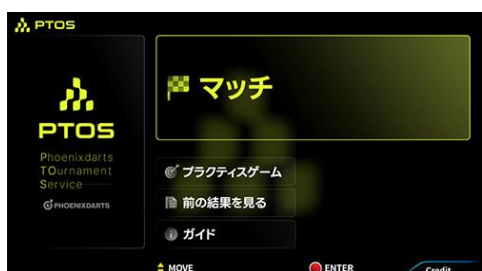 PTOS
マッチ
PTOS
Phoenixdarts
TOurnament
Service
PHOENIXDARTS
プラクティスゲーム
前の結果を見る
ガイド
MOVE
ENTER
Credit